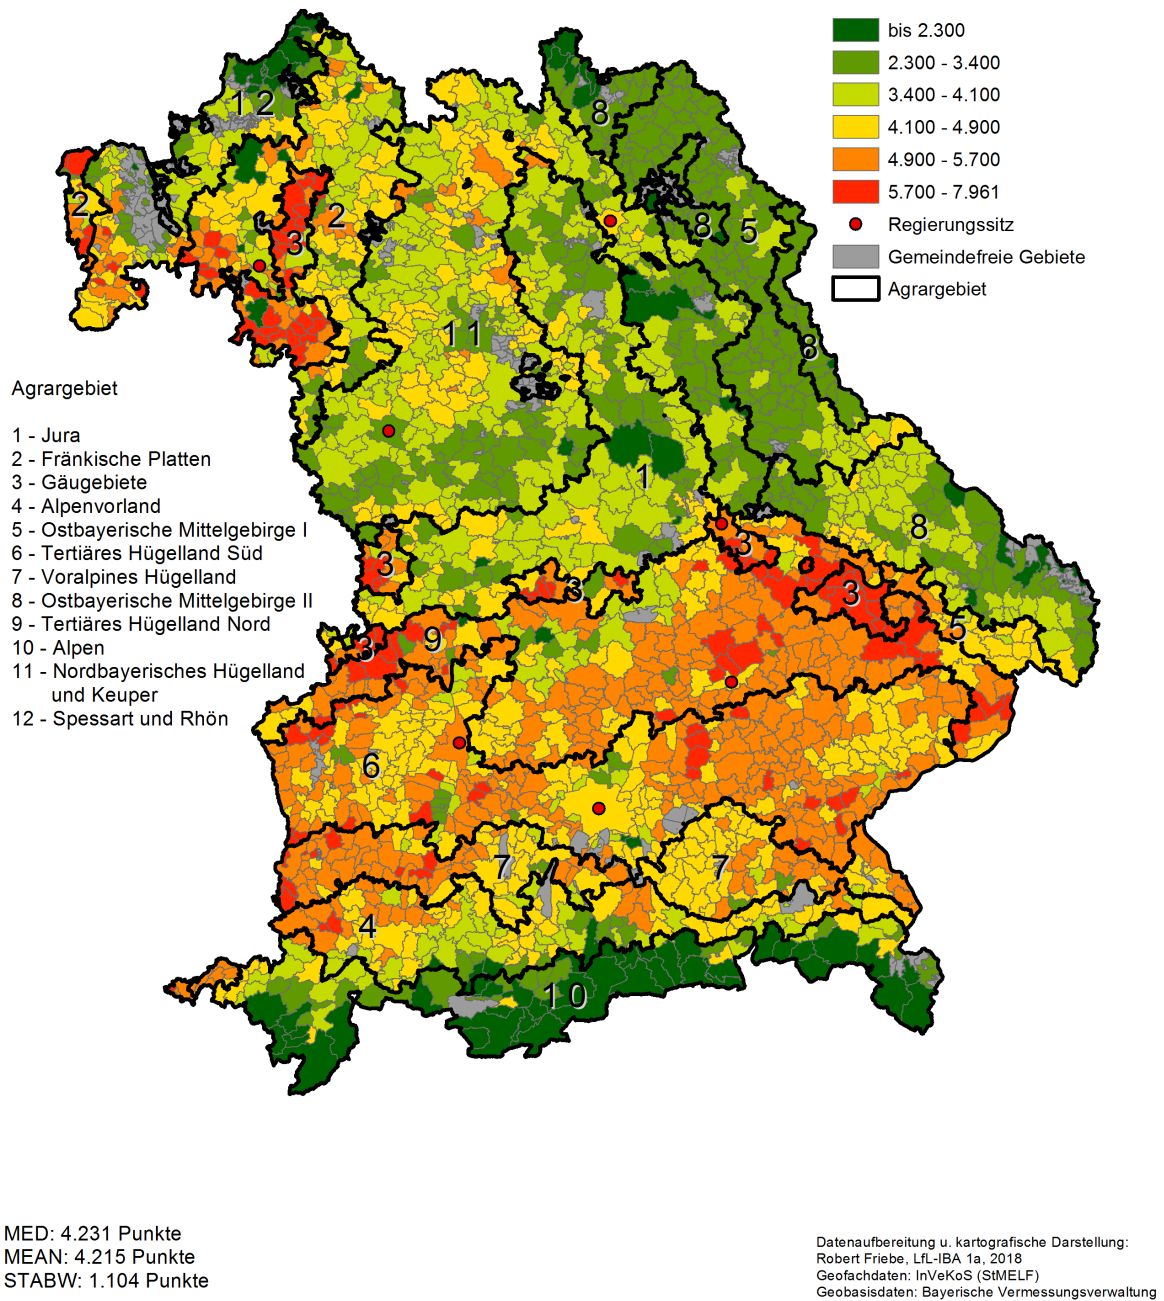 bis 2.300
2.300 - 3.400
3.400 - 4.100
4.100 - 4.900
4.900 - 5.700
5.700 - 7.961
Regierungssitz
Gemeindefreie Gebiete
Agrargebiet
12
8
2
2
3
8
5
11
8
1
8
3
3
3
3
3
9
5
6
7
7
4
10
Agrargebiet
1 - Jura
2 - Fränkische Platten
3 - Gäugebiete
4 - Alpenvorland
5 - Ostbayerische Mittelgebirge I
6 - Tertiäres Hügelland Süd
7 - Voralpines Hügelland
8 - Ostbayerische Mittelgebirge II
9 - Tertiäres Hügelland Nord
10 - Alpen
11 - Nordbayerisches Hügelland
und Keuper
12 - Spessart und Rhön
MED: 4.231 Punkte
MEAN: 4.215 Punkte
STABW: 1.104 Punkte
Datenaufbereitung u. kartografische Darstellung:
Robert Friebe, LfL-IBA 1a, 2018
Geofachdaten: InVeKoS (StMELF)
Geobasisdaten: Bayerische Vermessungsverwaltung